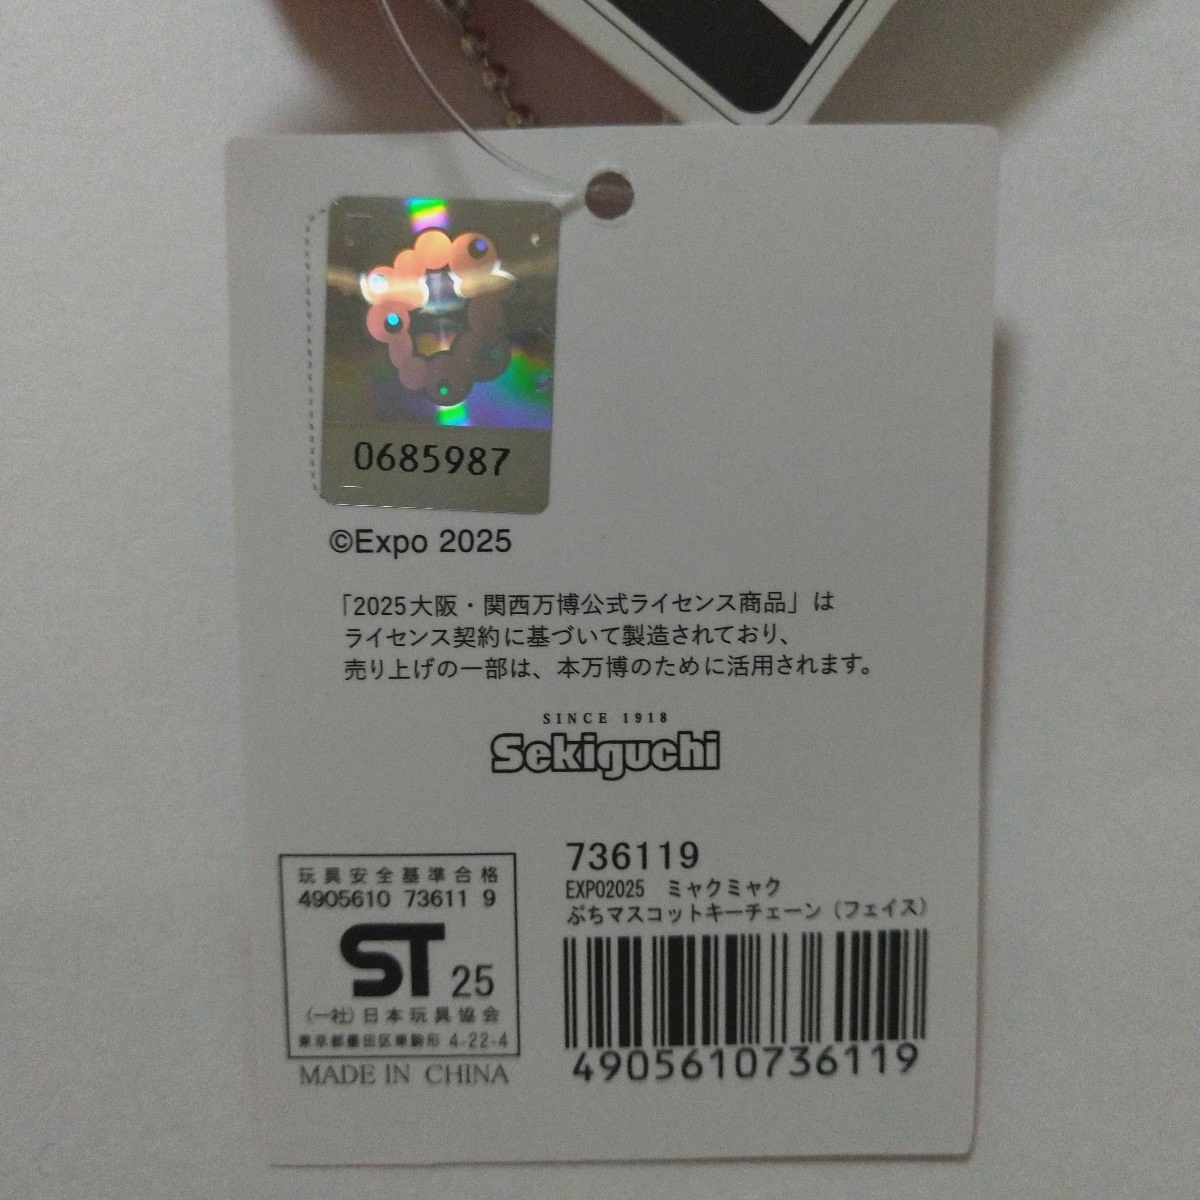 0685987
©Expo 2025
「2025大阪・関西万博公式ライセンス商品」は
ライセンス契約に基づいて製造されており、
売り上げの一部は、本万博のために活用されます。
SINCE 1918
Sekiguchi
玩具安全基準合格
4905610 73611 9
ST 25
(一社)日本玩具協会
東京都墨田区東駒形 4-22-4
MADE IN CHINA
736119
EXPO2025 ミャクミャク
ぷちマスコットキーチェーン(フェイス)
4905610736119